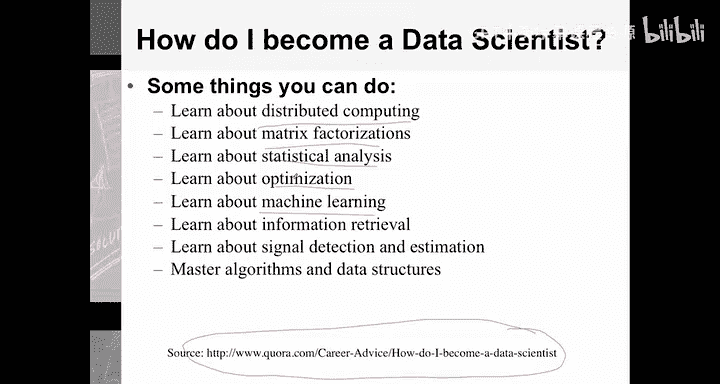 How do I become a Data Scientist?
bilibili
• Some things you can do:
– Learn about distributed computing
– Learn about matrix factorizations
– Learn about statistical analysis
– Learn about optimization
– Learn about machine learning
– Learn about information retrieval
– Learn about signal detection and estimation
– Master algorithms and data structures
Source: http://www.quora.com/Career-Advice/How-do-I-become-a-data-scientist